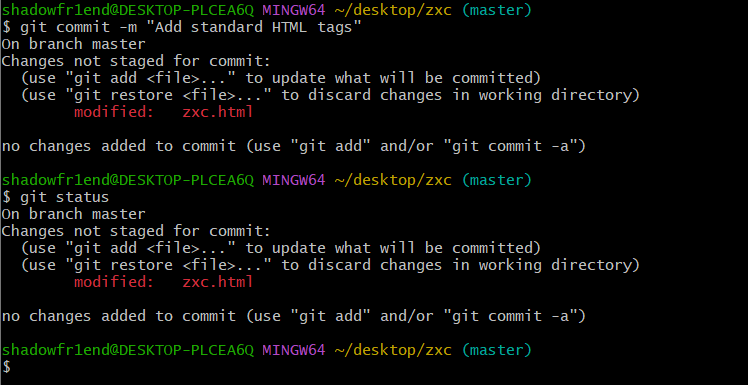 shadowfr1end@DESKTOP-PLCEA6Q MINGW64 ~/desktop/zxc (master)
$ git commit -m "Add standard HTML tags"
On branch master
Changes not staged for commit:
  (use "git add <file>..." to update what will be committed)
  (use "git restore <file>..." to discard changes in working directory)
        modified:   zxc.html

no changes added to commit (use "git add" and/or "git commit -a")

shadowfr1end@DESKTOP-PLCEA6Q MINGW64 ~/desktop/zxc (master)
$ git status
On branch master
Changes not staged for commit:
  (use "git add <file>..." to update what will be committed)
  (use "git restore <file>..." to discard changes in working directory)
        modified:   zxc.html

no changes added to commit (use "git add" and/or "git commit -a")

shadowfr1end@DESKTOP-PLCEA6Q MINGW64 ~/desktop/zxc (master)
$